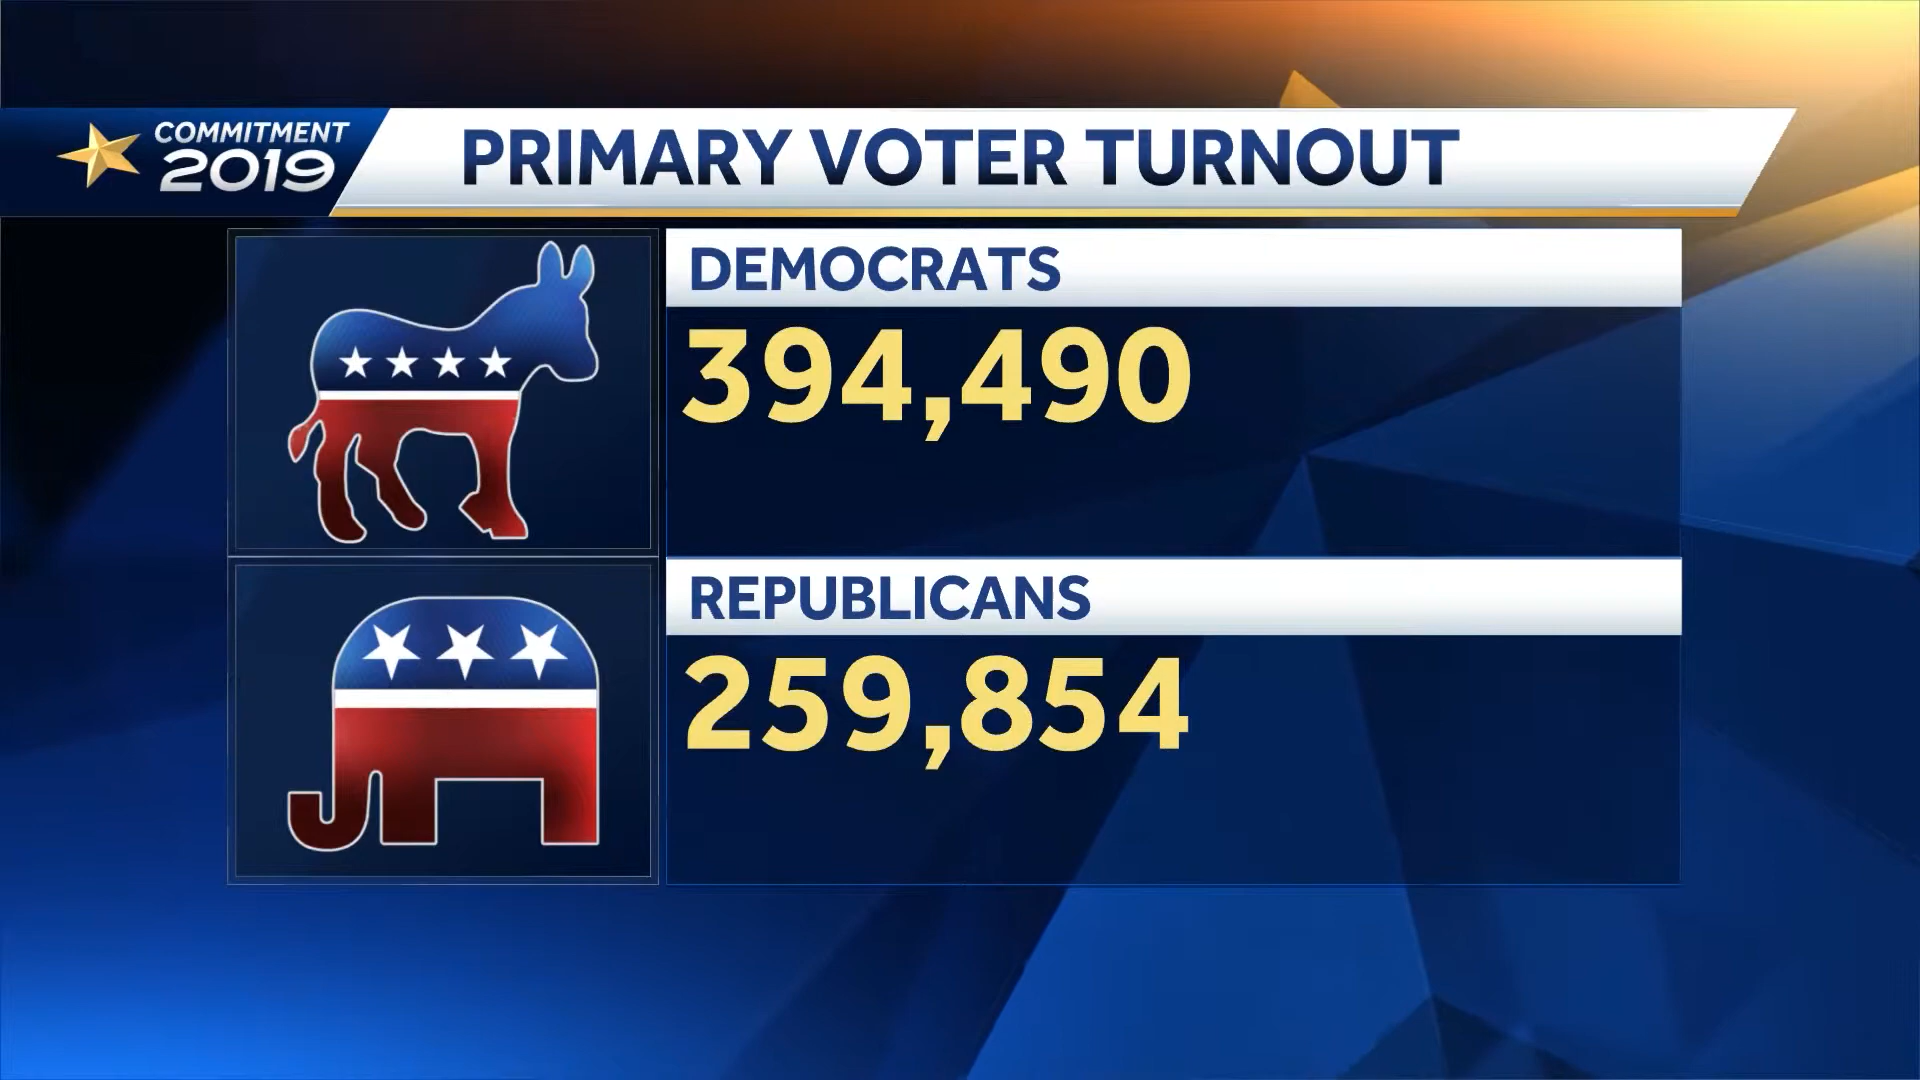 COMMITMENT
2019
PRIMARY VOTER TURNOUT
DEMOCRATS
394,490
REPUBLICANS
259,854